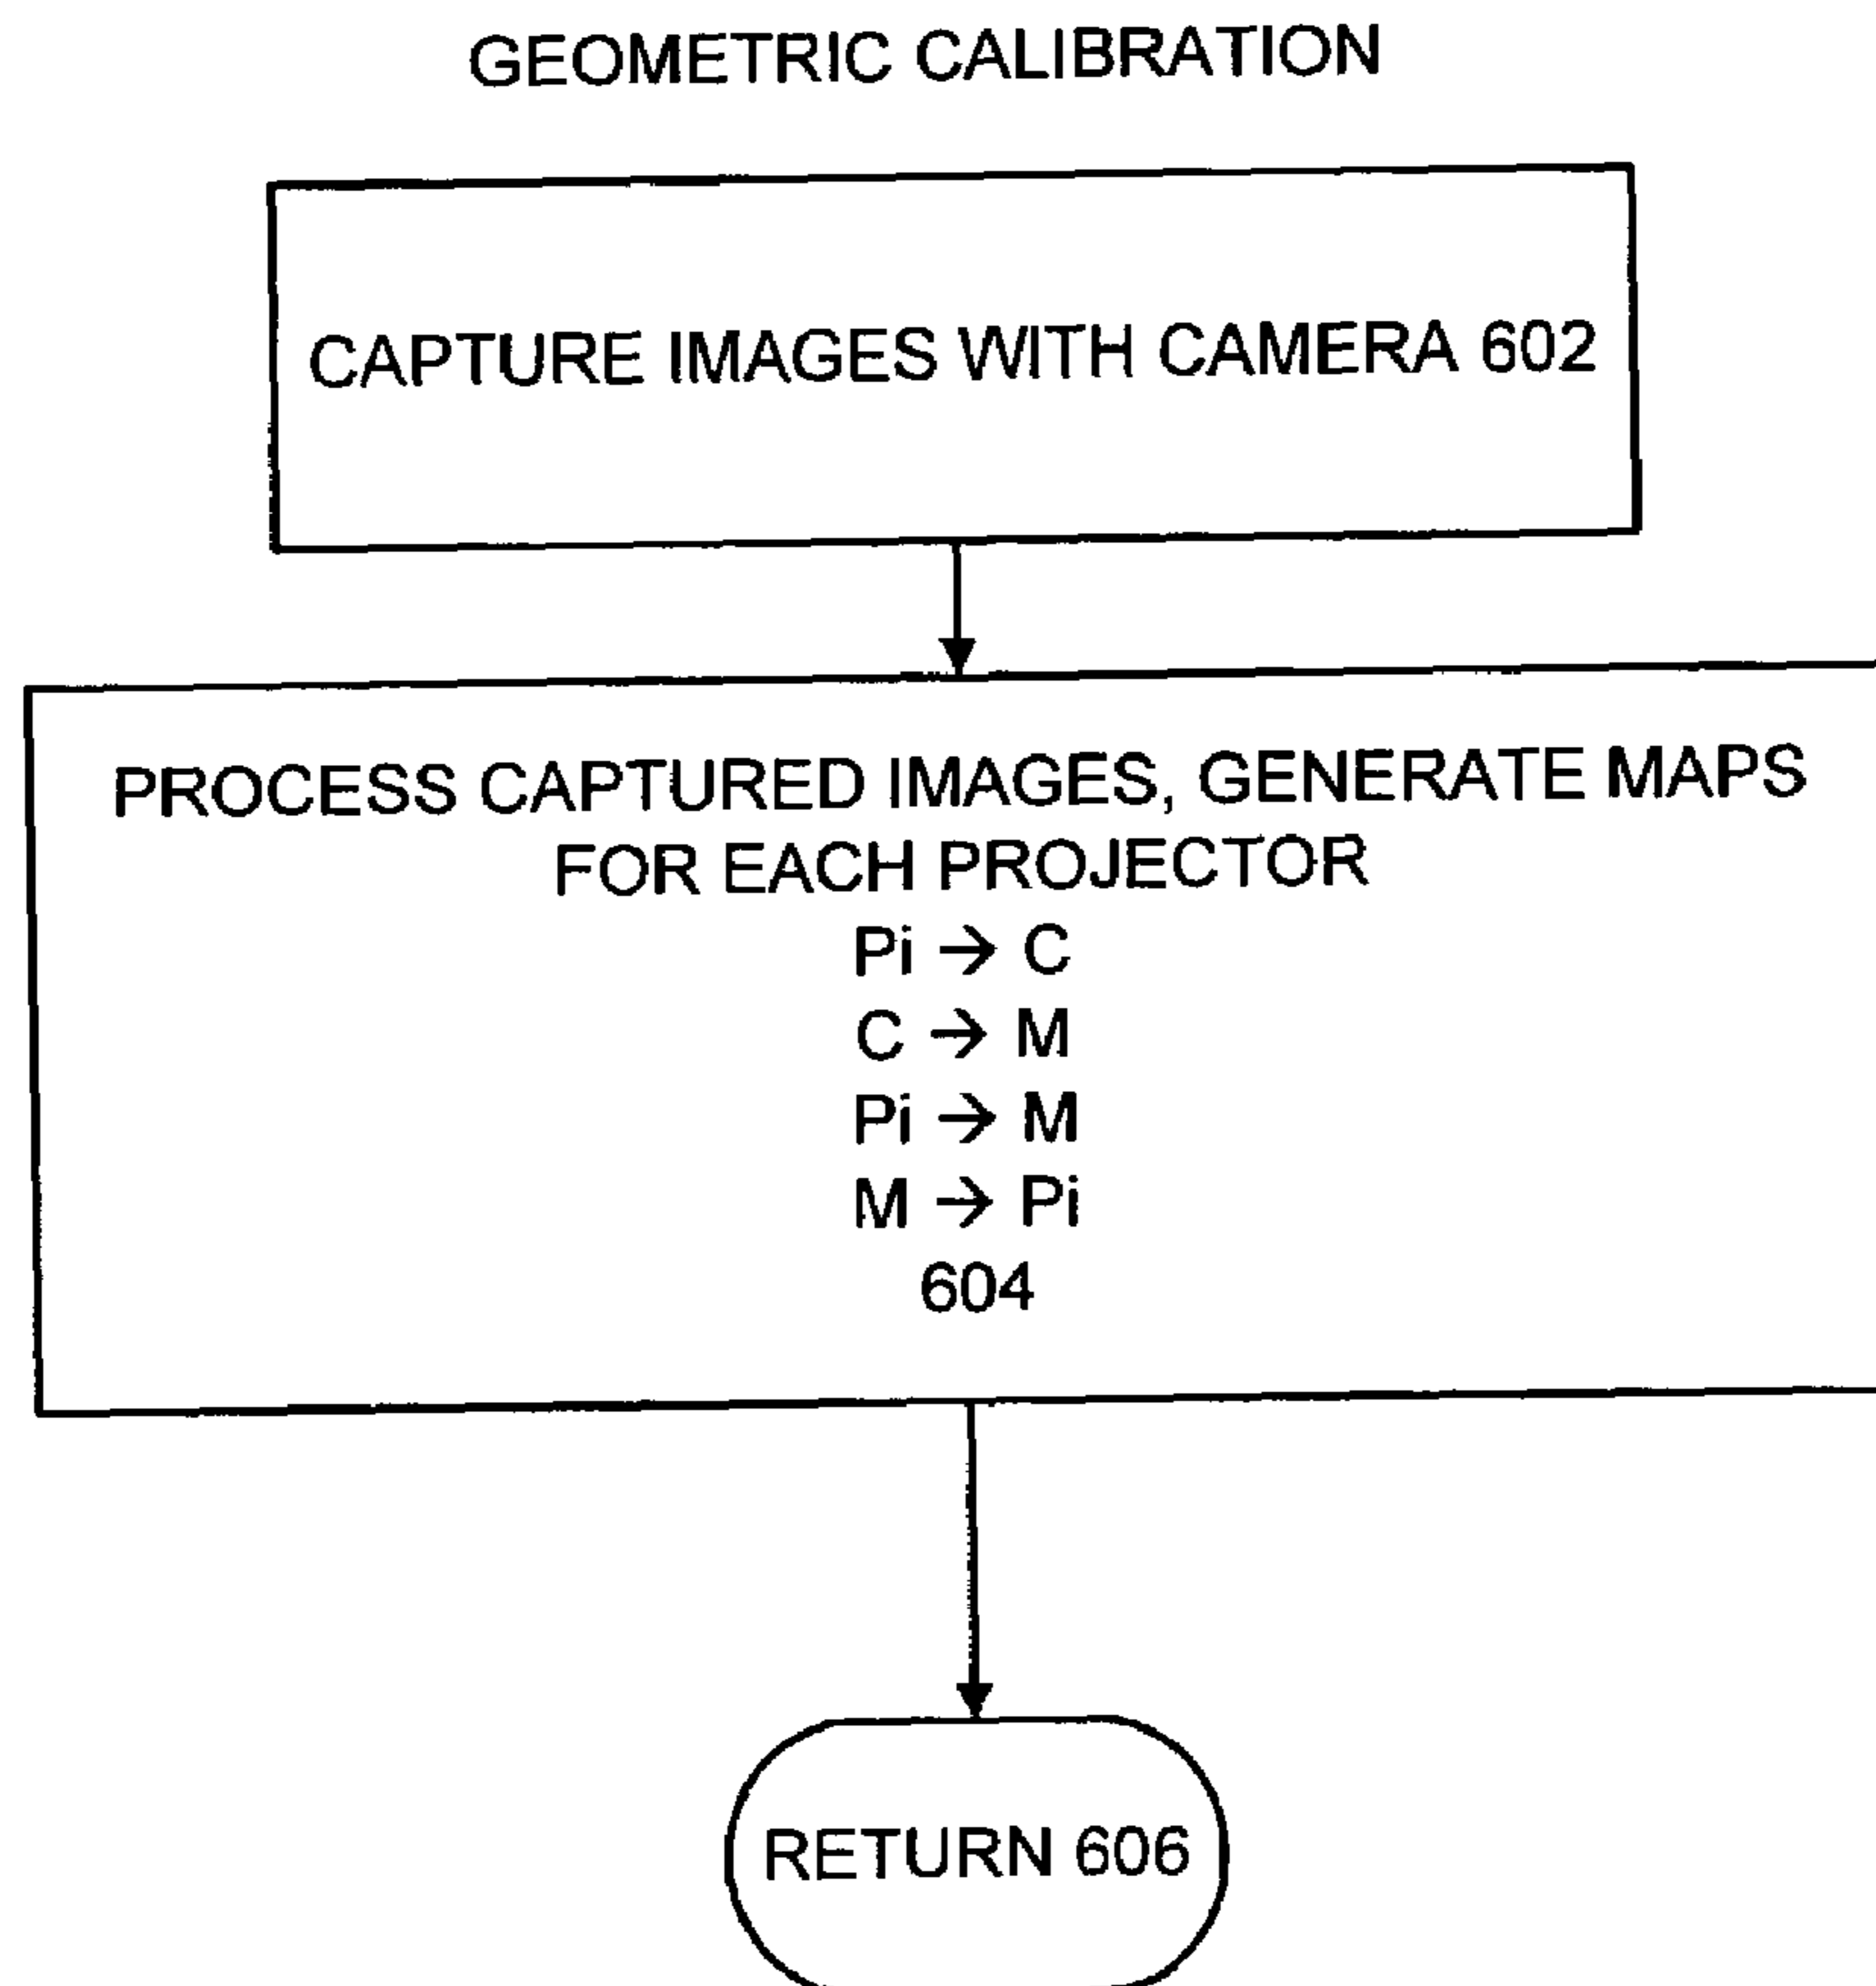 GEOMETRIC CALIBRATION
CAPTURE IMAGES WITH CAMERA 602
PROCESS CAPTURED IMAGES, GENERATE MAPS
FOR EACH PROJECTOR
Pi → C
C → M
Pi → M
M → Pi
604
RETURN 606